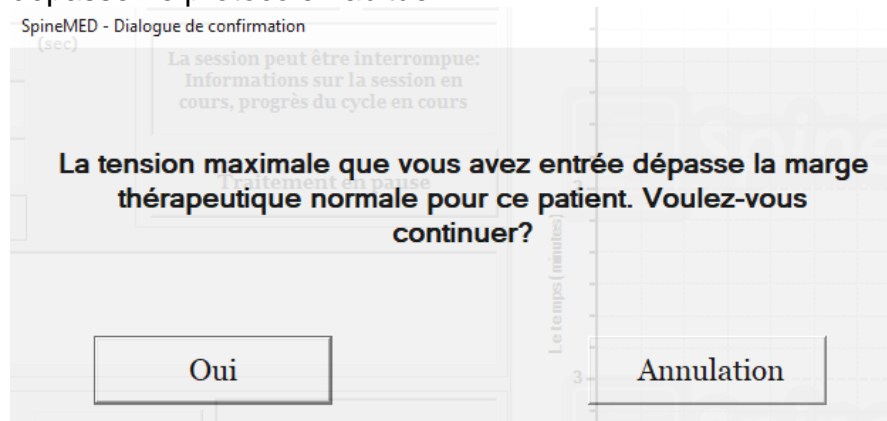 SpineMED - Dialogue de confirmation
(sec)
La session peut être interrompue:
Informations sur la session en
cours, progrès du cycle en cours
La tension maximale que vous avez entrée dépasse la marge
Traitement en pause
thérapeutique normale pour ce patient. Voulez-vous
continuer?
Le temps (minutes)
Oui
3
Annulation